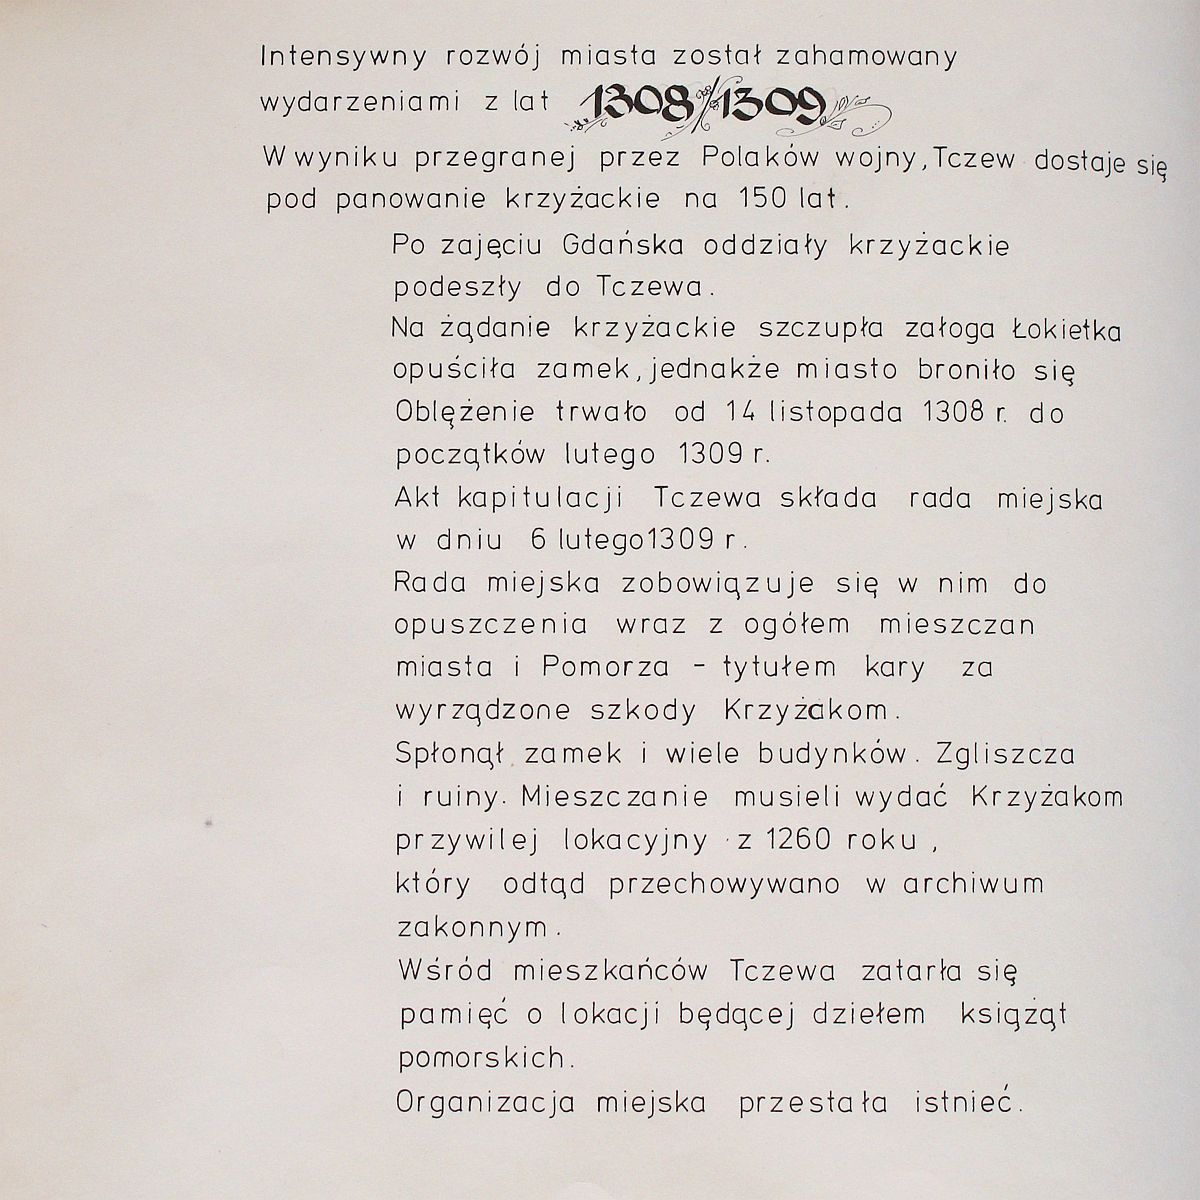 Intensywny rozwój miasta został zahamowany
wydarzeniami z lat 1308/1309
W wyniku przegranej przez Polaków wojny, Tczew dostaje się
pod panowanie krzyżackie na 150 lat.
Po zajęciu Gdańska oddziały krzyżackie
podeszły do Tczewa.
Na żądanie krzyżackie szczupła załoga Łokietka
opuściła zamek, jednakże miasto broniło się
Oblężenie trwało od 14 listopada 1308 r. do
początków lutego 1309 r.
Akt kapitulacji Tczewa składa rada miejska
w dniu 6 lutego 1309 r.
Rada miejska zobowiązuje się w nim do
opuszczenia wraz z ogółem mieszczan
miasta i Pomorza - tytułem kary za
wyrządzone szkody Krzyżakom.
Spłonął zamek i wiele budynków. Zgliszcza
i ruiny. Mieszczanie musieli wydać Krzyżakom
przywilej lokacyjny z 1260 roku,
który odtąd przechowywano w archiwum
zakonnym.
Wśród mieszkańców Tczewa zatarła się
pamięć o lokacji będącej dziełem książąt
pomorskich.
Organizacja miejska przestała istnieć.